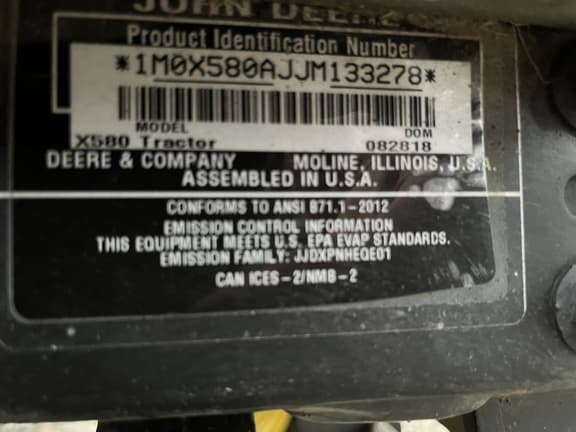 JOHN DEERE
Product Identification Number
*1M0X580AJJM133278*
MODEL DOM
X580 Tractor 082818
DEERE & COMPANY MOLINE, ILLINOIS, U.S.A.
ASSEMBLED IN U.S.A.
CONFORMS TO ANSI B71.1-2012
EMISSION CONTROL INFORMATION
THIS EQUIPMENT MEETS U.S. EPA EVAP STANDARDS.
EMISSION FAMILY: JJDXPNHEQE01
CAN ICES-2/NMB-2